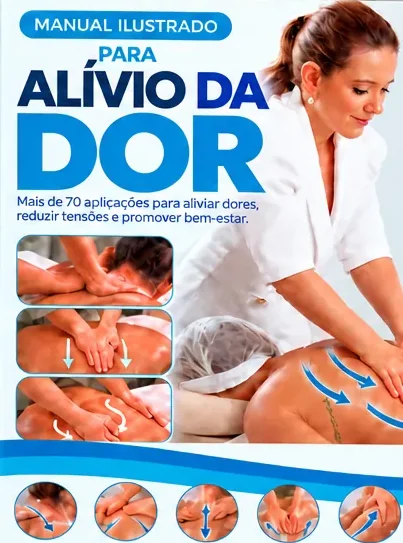 MANUAL ILUSTRADO
PARA
ALÍVIO DA
DOR
Mais de 70 aplicações para aliviar dores,
reduzir tensões e promover bem-estar.